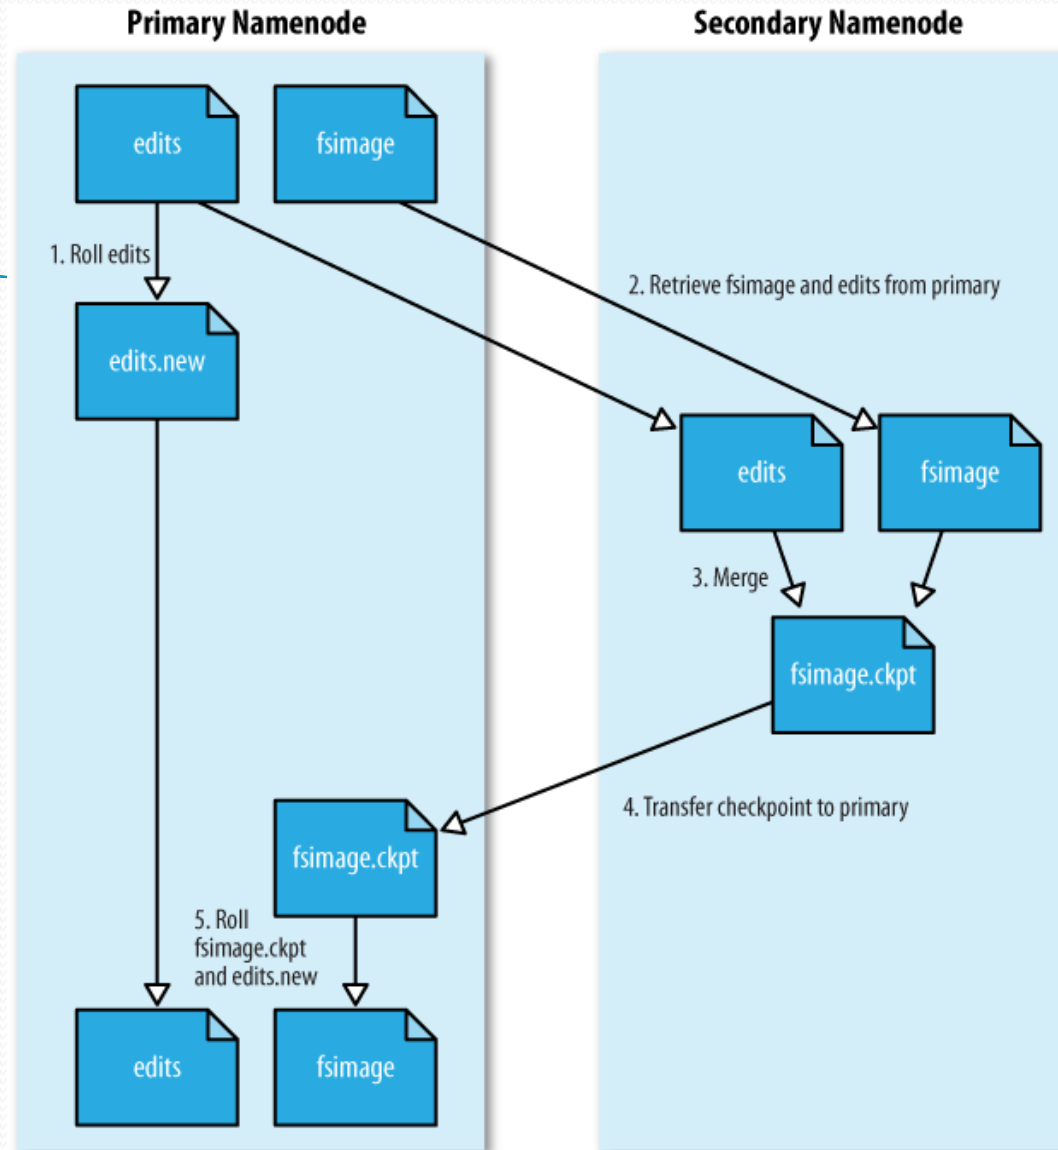 Primary Namenode
Secondary Namenode
edits
fsimage
1. Roll edits
2. Retrieve fsimage and edits from primary
edits.new
edits
fsimage
3. Merge
fsimage.ckpt
4. Transfer checkpoint to primary
fsimage.ckpt
5. Roll
fsimage.ckpt
and edits.new
edits
fsimage